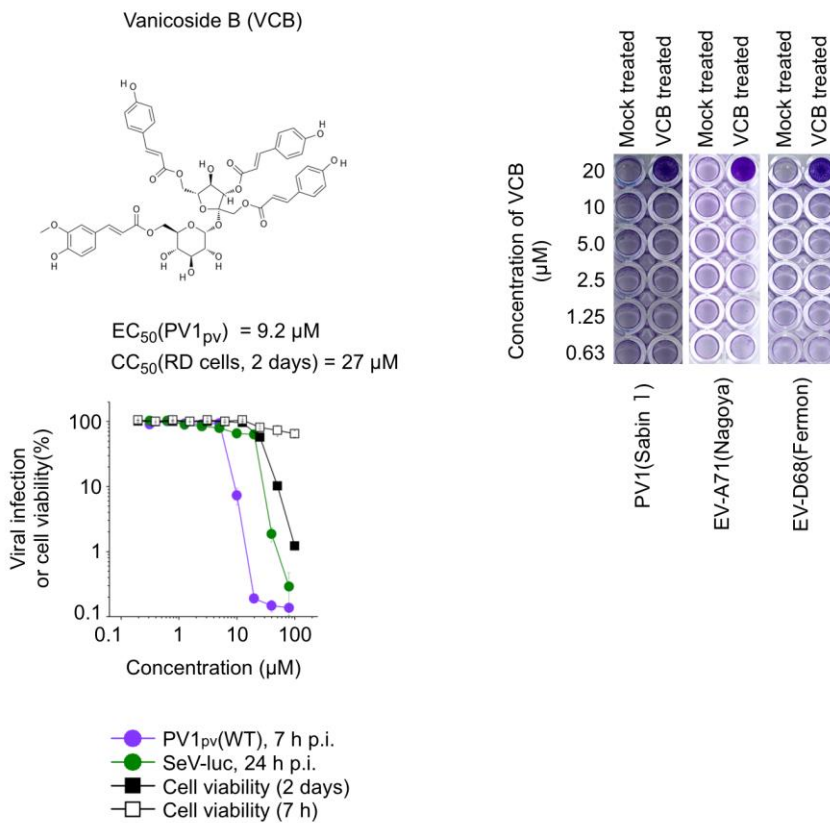 Vanicoside B (VCB)
H
O
O
H
O
H
O
H
O
O
O
O
O
H
O
O
O
H
O
O
O
O
O
O
O
O
O
H
O
H
O
H
O
H
EC50(PV1pv) = 9.2 µM
CC50(RD cells, 2 days) = 27 µM
Viral infection
or cell viability(%)
100
10
1
0.1
0.1
1
10
100
Concentration (µM)
PV1pv(WT), 7 h p.i.
SeV-luc, 24 h p.i.
Cell viability (2 days)
Cell viability (7 h)
Mock treated
VCB treated
Mock treated
VCB treated
Mock treated
VCB treated
Concentration of VCB
(µM)
20
10
5.0
2.5
1.25
0.63
PV1(Sabin 1)
EV-A71(Nagoya)
EV-D68(Fermon)